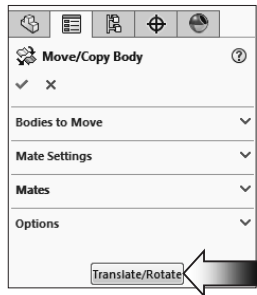 Move/Copy Body
Bodies to Move
Mate Settings
Mates
Options
Translate/Rotate